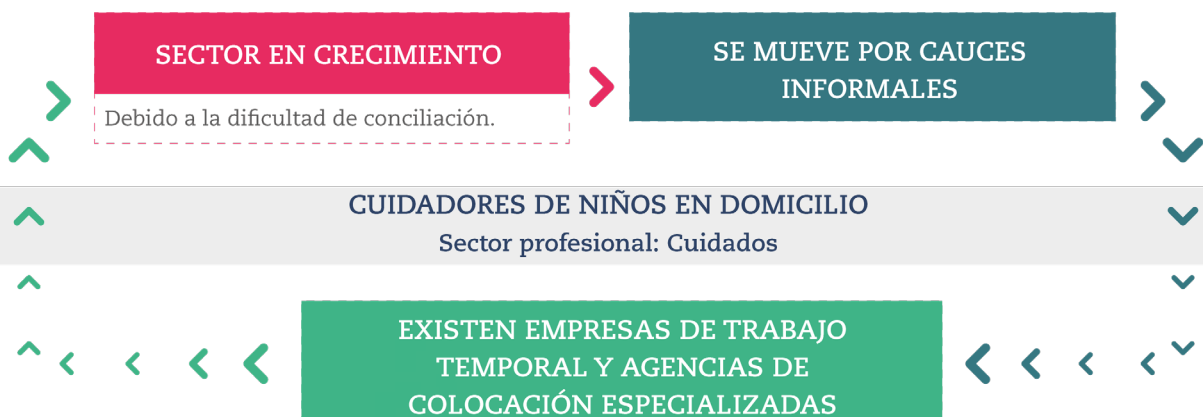 SECTOR EN CRECIMIENTO
Debido a la dificultad de conciliación.
SE MUEVE POR CAUCES
INFORMALES
CUIDADORES DE NIÑOS EN DOMICILIO
Sector profesional: Cuidados
EXISTEN EMPRESAS DE TRABAJO
TEMPORAL Y AGENCIAS DE
COLOCACIÓN ESPECIALIZADAS